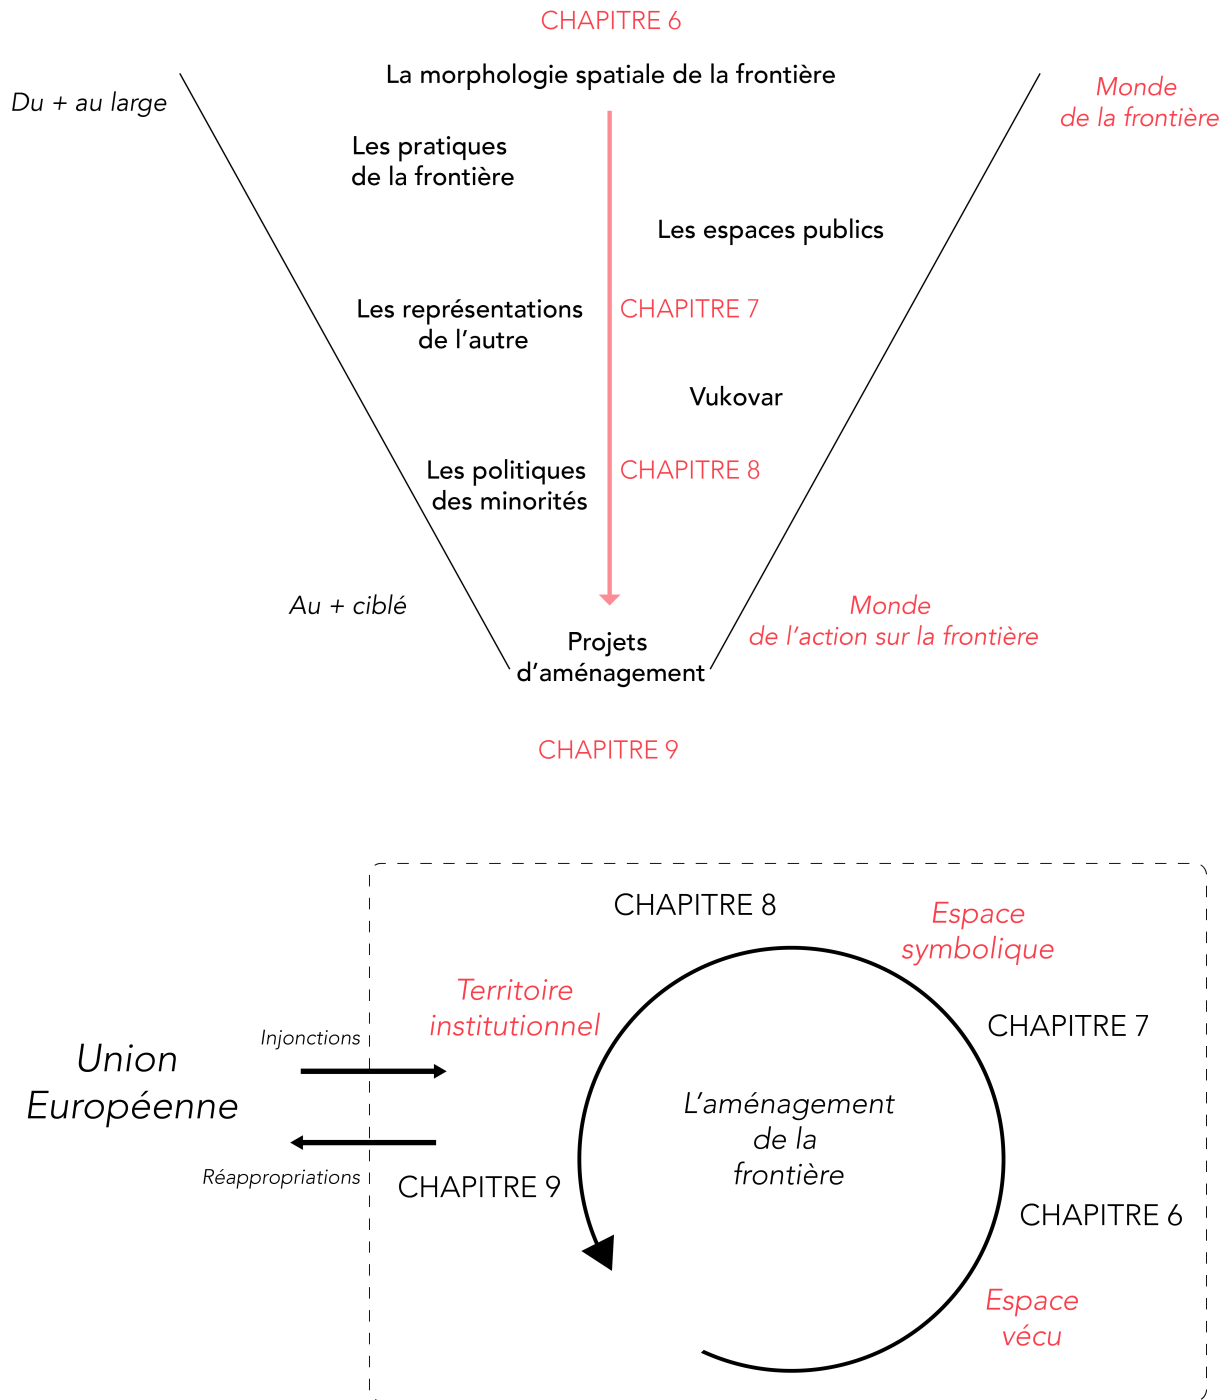 CHAPITRE 6
La morphologie spatiale de la frontière
Du + au large
Monde
de la frontière
Les pratiques
de la frontière
Les espaces publics
Les représentations
de l’autre
CHAPITRE 7
Vukovar
Les politiques
des minorités
CHAPITRE 8
Au + ciblé
Monde
de l’action sur la frontière
Projets
d’aménagement
CHAPITRE 9
CHAPITRE 8
Espace
symbolique
Territoire
institutionnel
CHAPITRE 7
Injonctions
Union
Européenne
L’aménagement
de la
frontière
Réappropriations
CHAPITRE 9
CHAPITRE 6
Espace
vécu